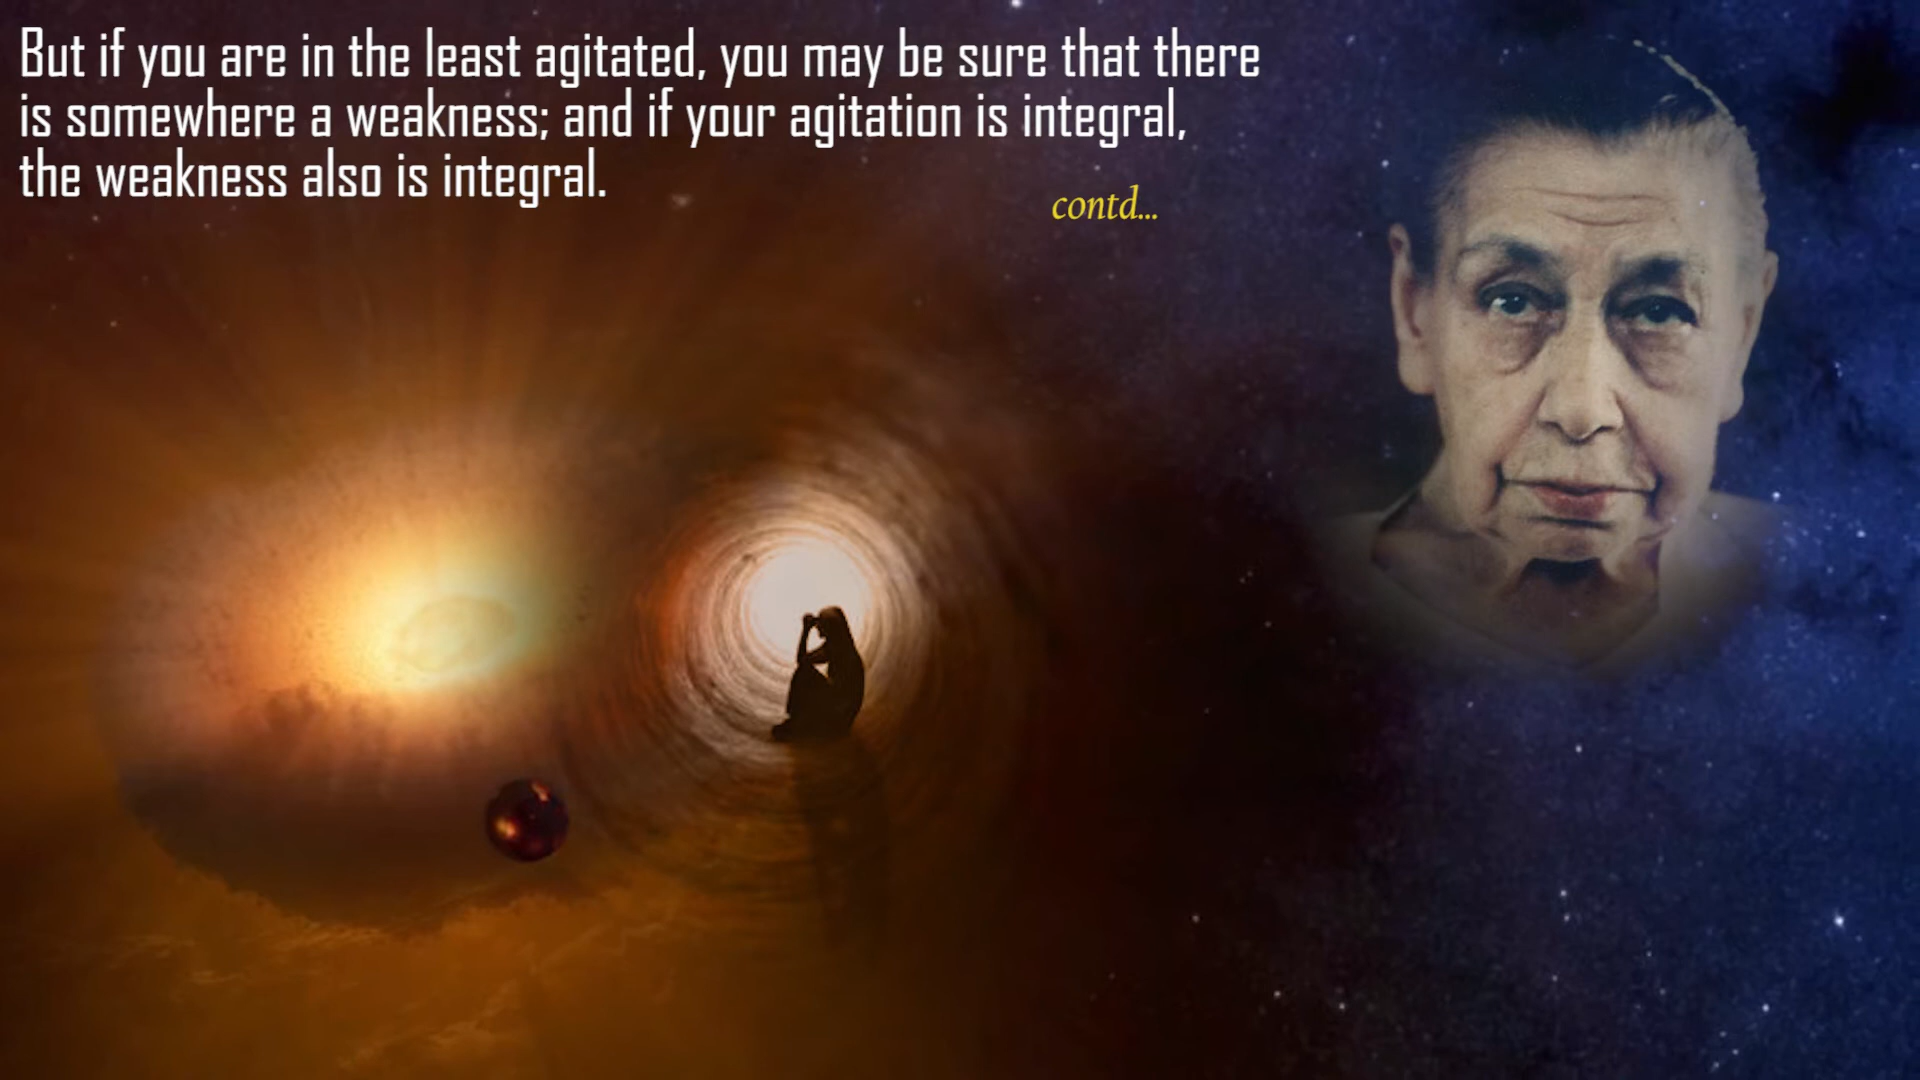 But if you are in the least agitated, you may be sure that there
is somewhere a weakness; and if your agitation is integral,
the weakness also is integral.
contd...